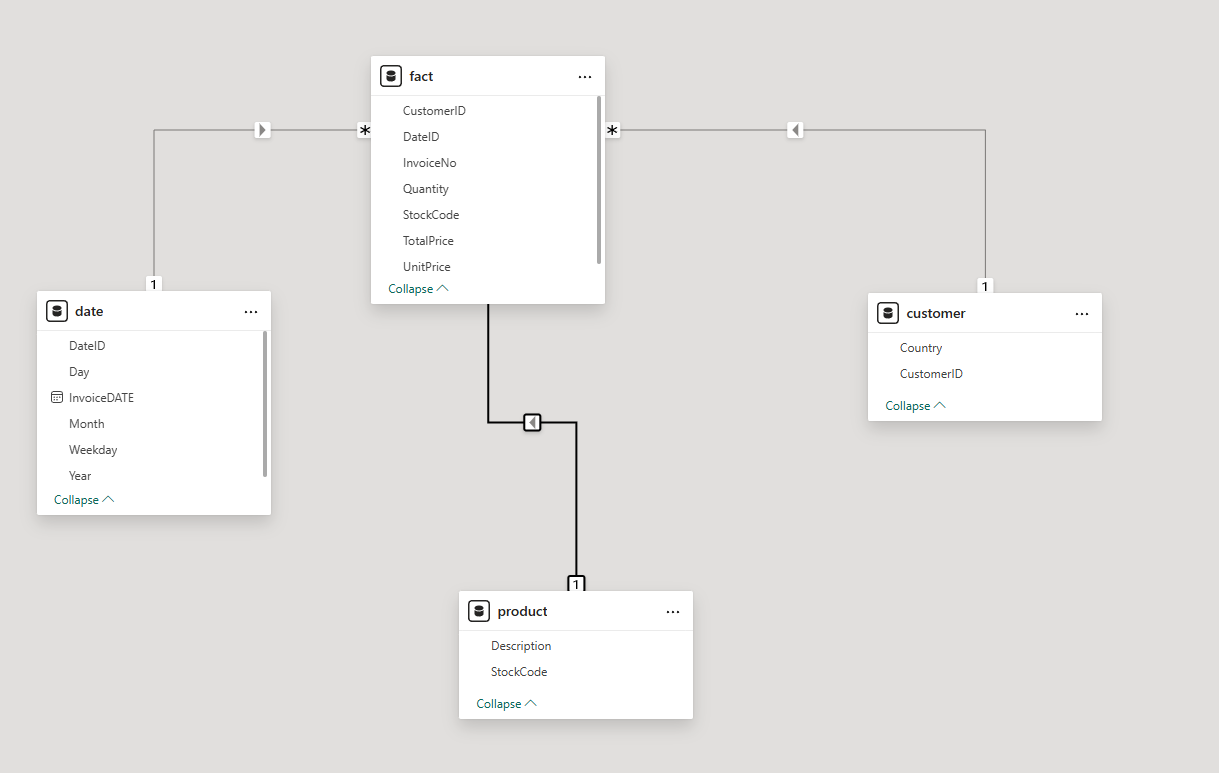 fact
CustomerID
DateID
InvoiceNo
Quantity
StockCode
TotalPrice
UnitPrice
Collapse
*
*
1
1
date
DateID
Day
InvoiceDATE
Month
Weekday
Year
Collapse
customer
Country
CustomerID
Collapse
1
product
Description
StockCode
Collapse